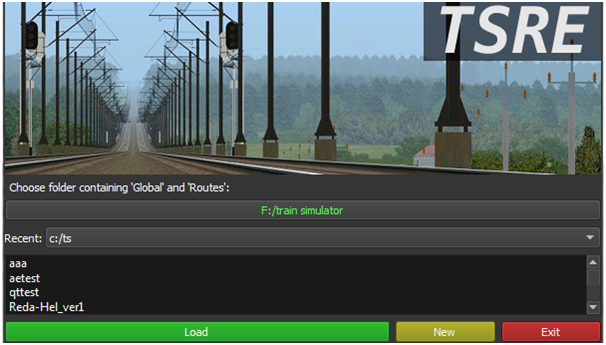 TSRE
Choose folder containing 'Global' and 'Routes':
F:/train simulator
Recent: c:/ts
aaa
aetest
qttest
Reda-Hel_ver1
Load New Exit